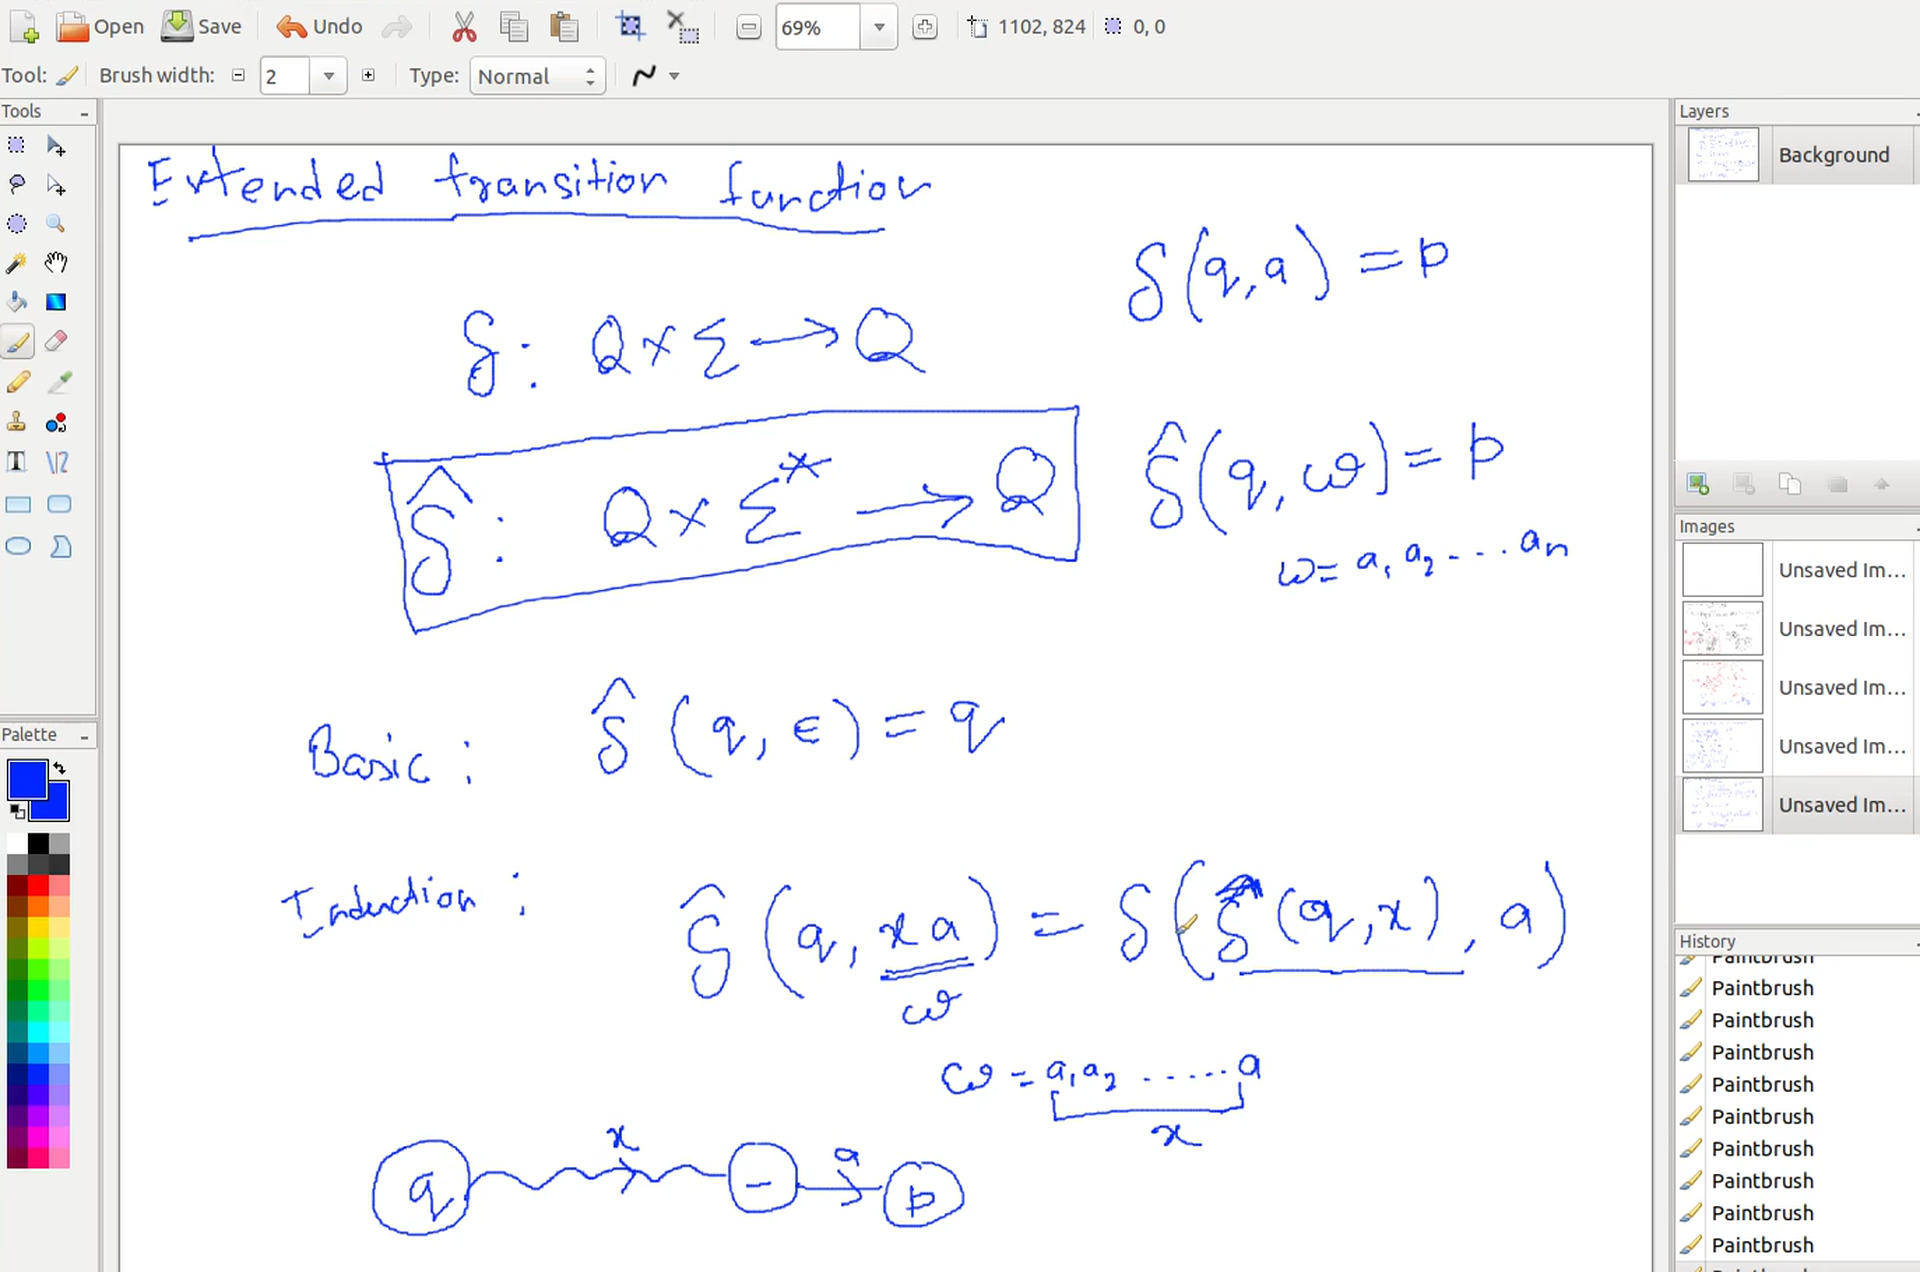 Open Save Undo 69% 1102, 824 0, 0
Tool: Brush width: 2 Type: Normal
Tools
Layers
Background
Images
Unsaved Im...
Unsaved Im...
Unsaved Im...
Unsaved Im...
Unsaved Im...
Palette
History
Paintbrush
Paintbrush
Paintbrush
Paintbrush
Paintbrush
Paintbrush
Paintbrush
Paintbrush
Paintbrush
Paintbrush
Extended transition function
δ(q,a) = p
δ: Q×Σ → Q
δ̂: Q×Σ* → Q
δ̂(q, ω) = p
ω = a₁ a₂ - ... aₙ
Basic: δ̂(q, ε) = q
Induction: δ̂(q, xa) = δ(δ̂(q,x), a)
ω
ω = a₁a₂ ...... a
x
x a
q - p